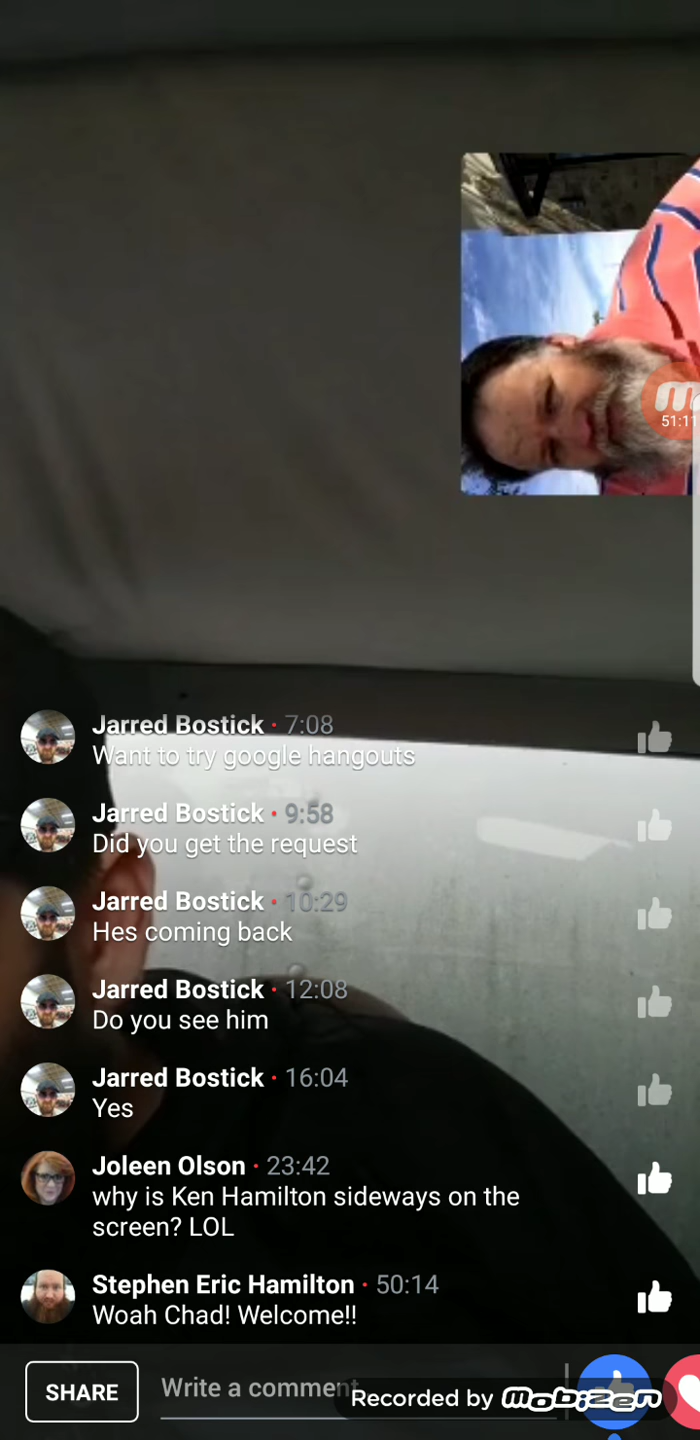 51:11
Jarred Bostick · 7:08
Want to try google hangouts
Jarred Bostick · 9:58
Did you get the request
Jarred Bostick · 10:29
Hes coming back
Jarred Bostick · 12:08
Do you see him
Jarred Bostick · 16:04
Yes
Joleen Olson · 23:42
why is Ken Hamilton sideways on the
screen? LOL
Stephen Eric Hamilton · 50:14
Woah Chad! Welcome!!
SHARE
Write a comment
Recorded by mobizen